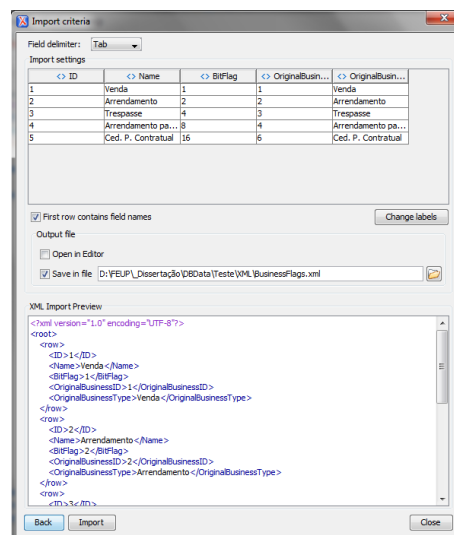 Import criteria
Field delimiter: Tab
Import settings
<> ID <> Name <> BitFlag <> OriginalBusin... <> OriginalBusin...
1 Venda 1 1 Venda
2 Arrendamento 2 2 Arrendamento
3 Trespasse 4 3 Trespasse
4 Arrendamento pa... 8 4 Arrendamento pa...
5 Ced. P. Contratual 16 6 Ced. P. Contratual
First row contains field names Change labels
Output file
Open in Editor
Save in file D:\FEUP\_Dissertação\DBData\Teste\XML\BusinessFlags.xml
XML Import Preview
<?xml version="1.0" encoding="UTF-8"?>
<root>
<row>
<ID>1</ID>
<Name>Venda</Name>
<BitFlag>1</BitFlag>
<OriginalBusinessID>1</OriginalBusinessID>
<OriginalBusinessType>Venda</OriginalBusinessType>
</row>
<row>
<ID>2</ID>
<Name>Arrendamento</Name>
<BitFlag>2</BitFlag>
<OriginalBusinessID>2</OriginalBusinessID>
<OriginalBusinessType>Arrendamento</OriginalBusinessType>
</row>
<row>
<ID>3</ID>
Back Import Close